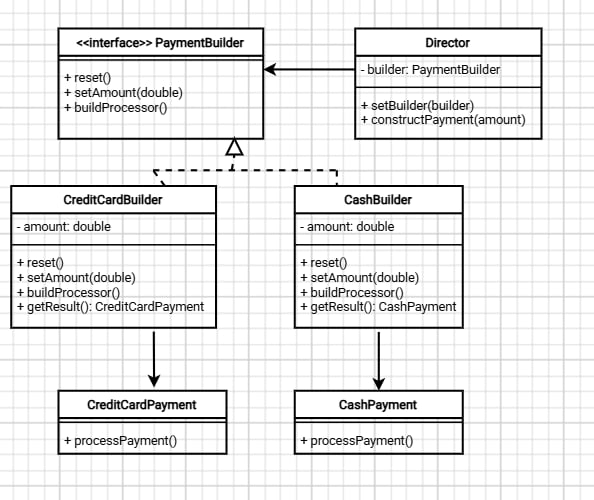 <<interface>> PaymentBuilder
+ reset()
+ setAmount(double)
+ buildProcessor()
Director
- builder: PaymentBuilder
+ setBuilder(builder)
+ constructPayment(amount)
CreditCardBuilder
- amount: double
+ reset()
+ setAmount(double)
+ buildProcessor()
+ getResult(): CreditCardPayment
CashBuilder
- amount: double
+ reset()
+ setAmount(double)
+ buildProcessor()
+ getResult(): CashPayment
CreditCardPayment
+ processPayment()
CashPayment
+ processPayment()